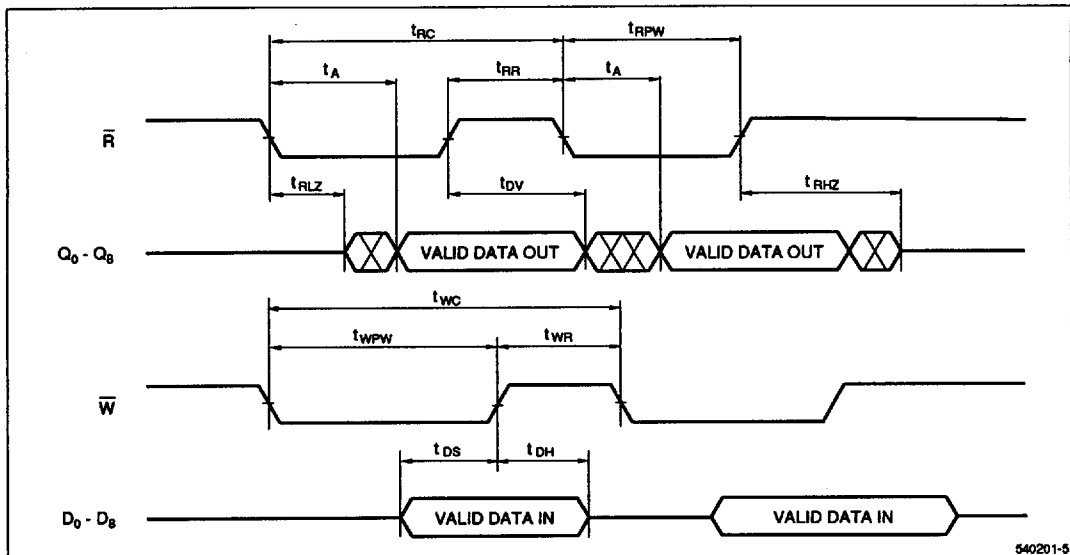 tRC tRPW
tA tRR tA
R̅
tRLZ tDV tRHZ
Q0 - Q8 VALID DATA OUT VALID DATA OUT
tWC
tWPW tWR
W̅
tDS tDH
D0 - D8 VALID DATA IN VALID DATA IN
540201-5